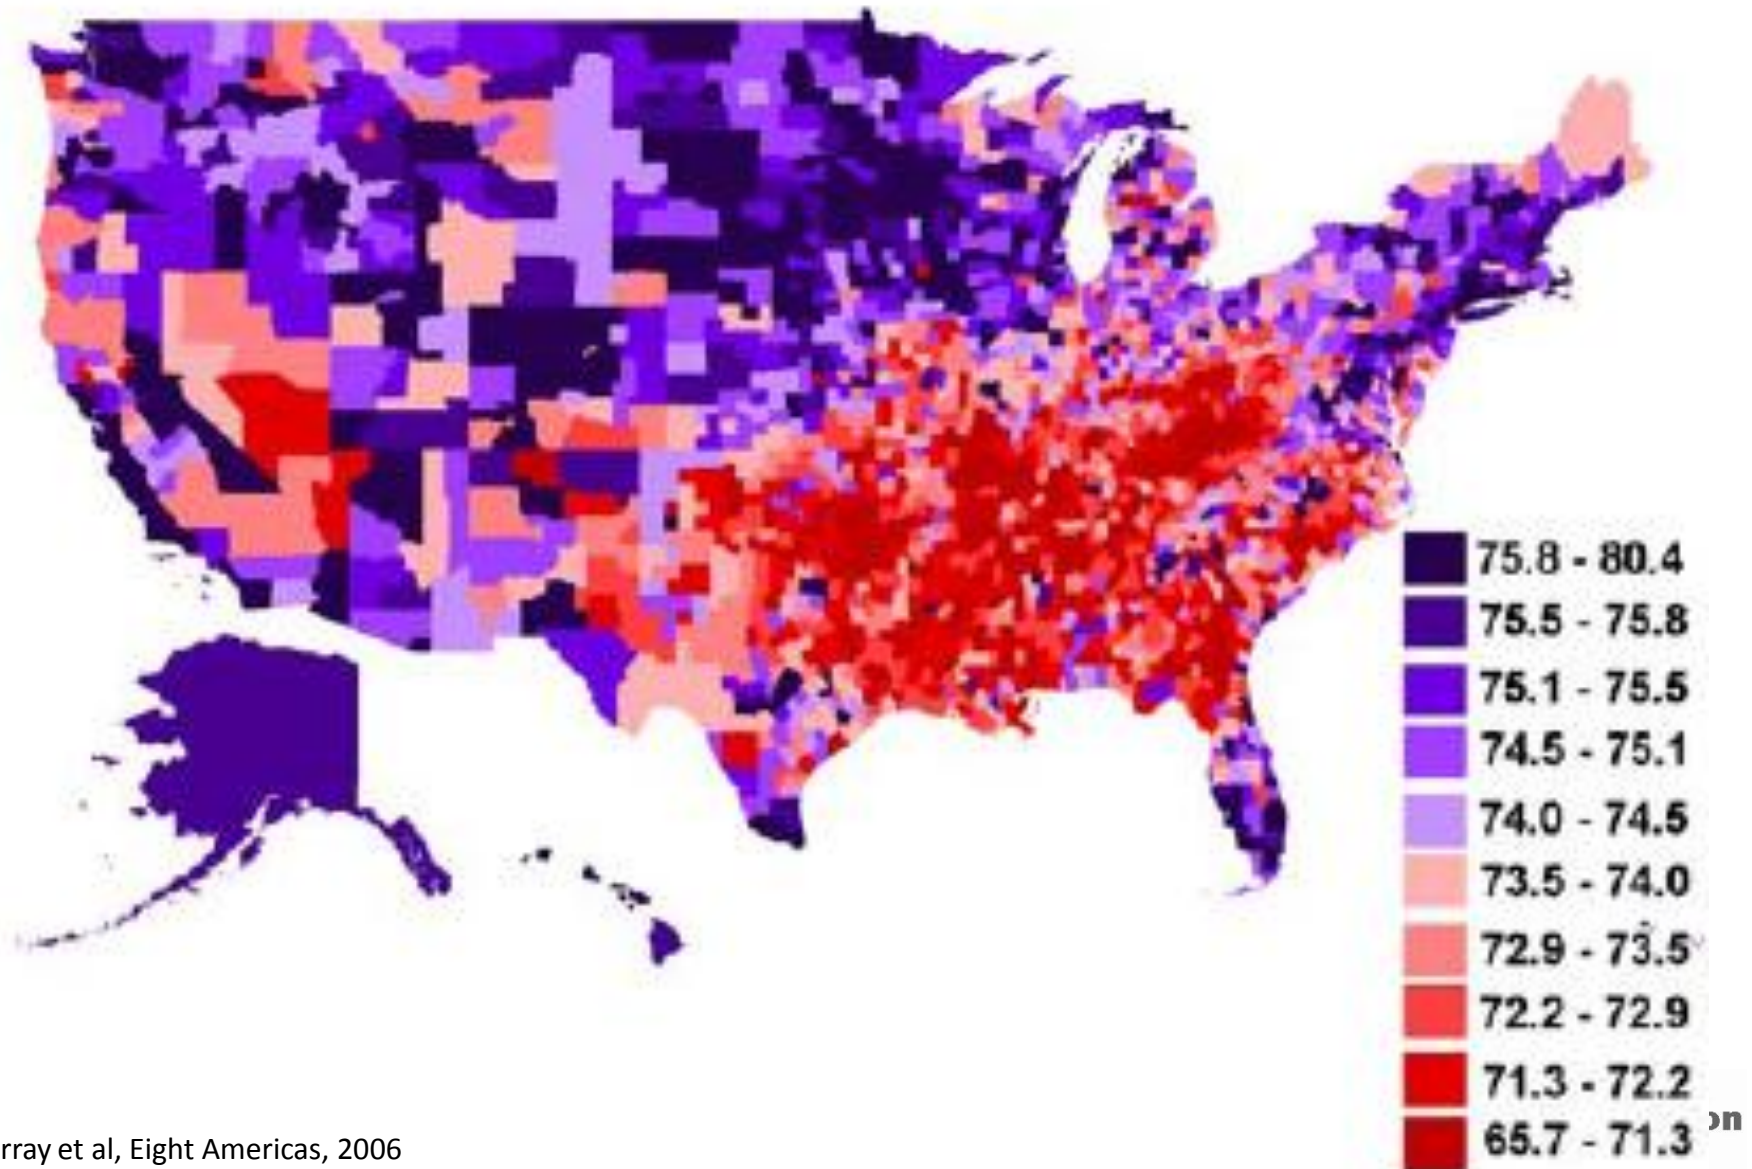 75.8 - 80.4
75.5 - 75.8
75.1 - 75.5
74.5 - 75.1
74.0 - 74.5
73.5 - 74.0
72.9 - 73.5
72.2 - 72.9
71.3 - 72.2
on
65.7 - 71.3
rray et al, Eight Americas, 2006